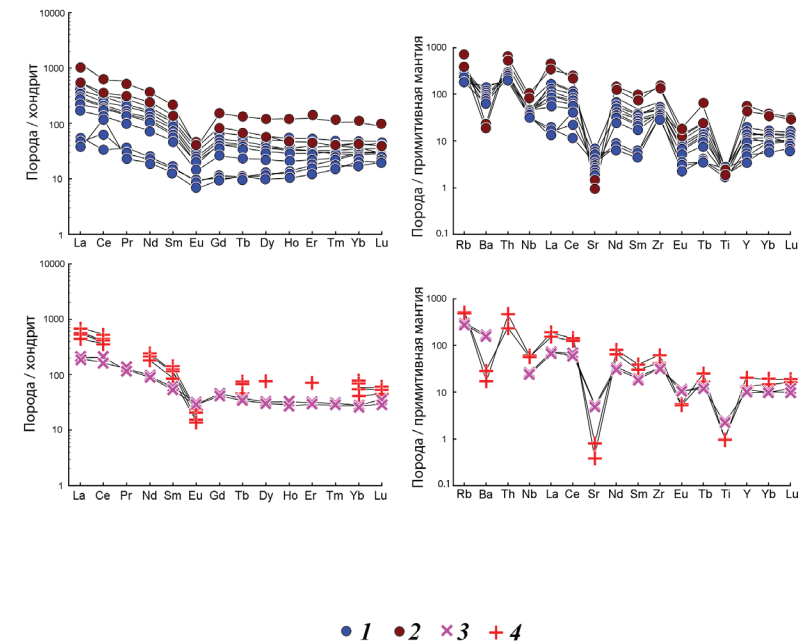 Порода / хондрит
10000
1000
100
10
1
La Ce Pr Nd Sm Eu Gd Tb Dy Ho Er Tm Yb Lu
Порода / примитивная мантия
1000
100
10
1
0.1
Rb Ba Th Nb La Ce Sr Nd Sm Zr Eu Tb Ti Y Yb Lu
Порода / хондрит
10000
1000
100
10
1
La Ce Pr Nd Sm Eu Gd Tb Dy Ho Er Tm Yb Lu
Порода / примитивная мантия
1000
100
10
1
0.1
Rb Ba Th Nb La Ce Sr Nd Sm Zr Eu Tb Ti Y Yb Lu
1 2 3 4